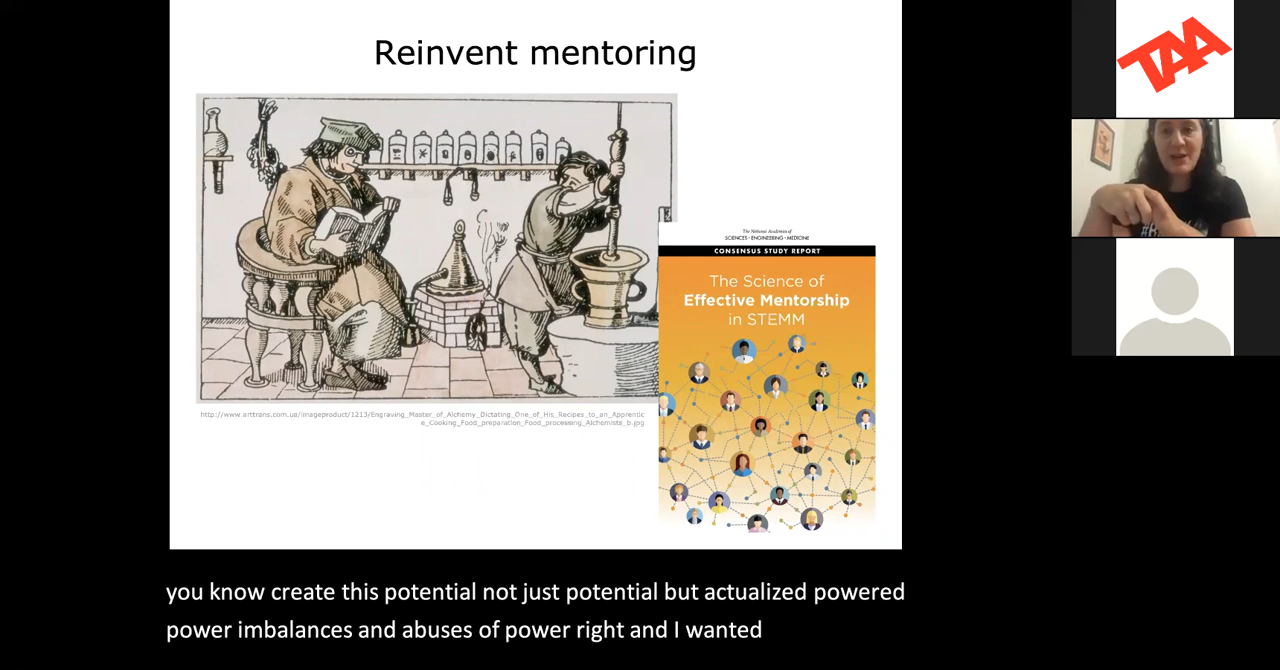 Reinvent mentoring
TAA
http://www.arttrans.com.ua/imageproduct/1213/Engraving_Master_of_Alchemy_Dictating_One_of_His_Recipes_to_an_Apprentic
e_Cooking_Food_preparation_Food_processing_Alchemists_b.jpg
The National Academies of
SCIENCES • ENGINEERING • MEDICINE
CONSENSUS STUDY REPORT
The Science of
Effective Mentorship
in STEMM
you know create this potential not just potential but actualized powered
power imbalances and abuses of power right and I wanted